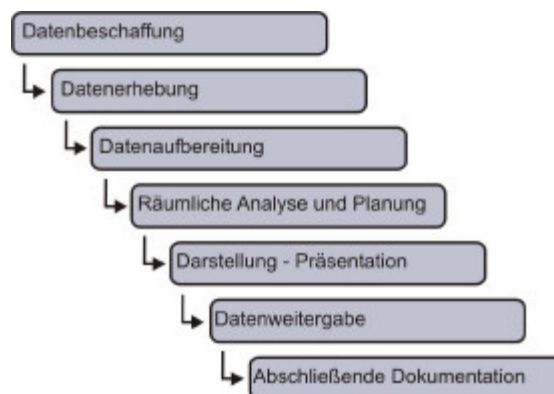 Datenbeschaffung
Datenerhebung
Datenaufbereitung
Räumliche Analyse und Planung
Darstellung - Präsentation
Datenweitergabe
Abschließende Dokumentation